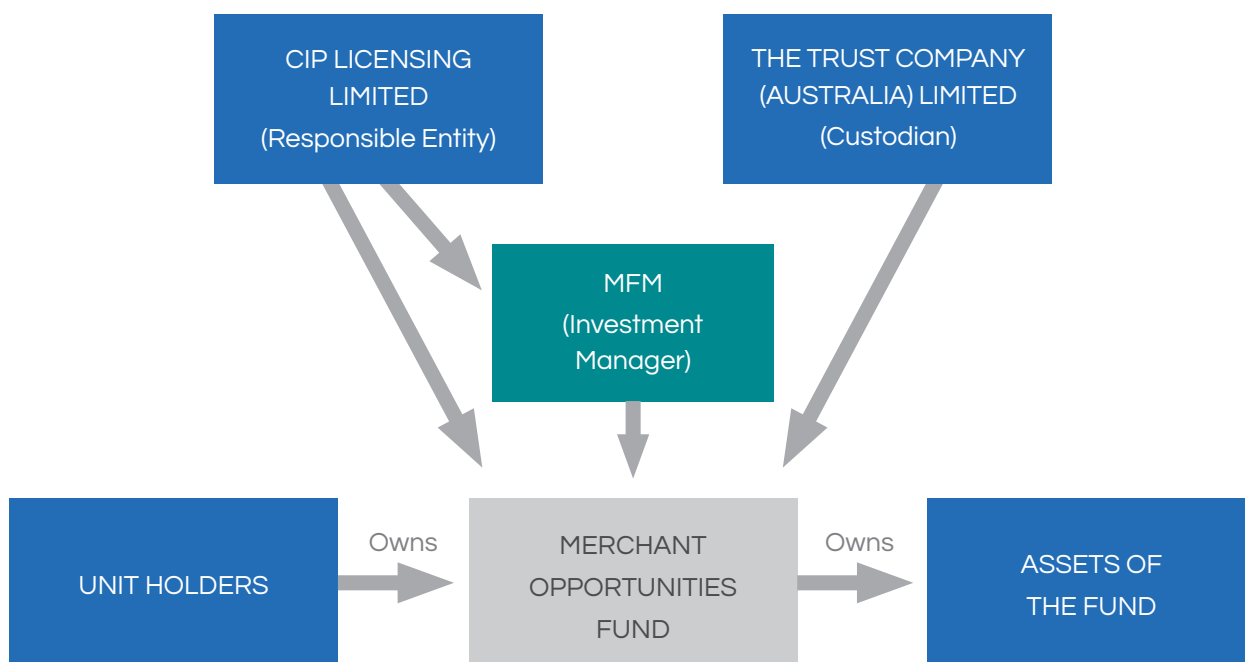 CIP LICENSING
LIMITED
(Responsible Entity)
THE TRUST COMPANY
(AUSTRALIA) LIMITED
(Custodian)
MFM
(Investment
Manager)
UNIT HOLDERS
Owns
MERCHANT
OPPORTUNITIES
FUND
Owns
ASSETS OF
THE FUND